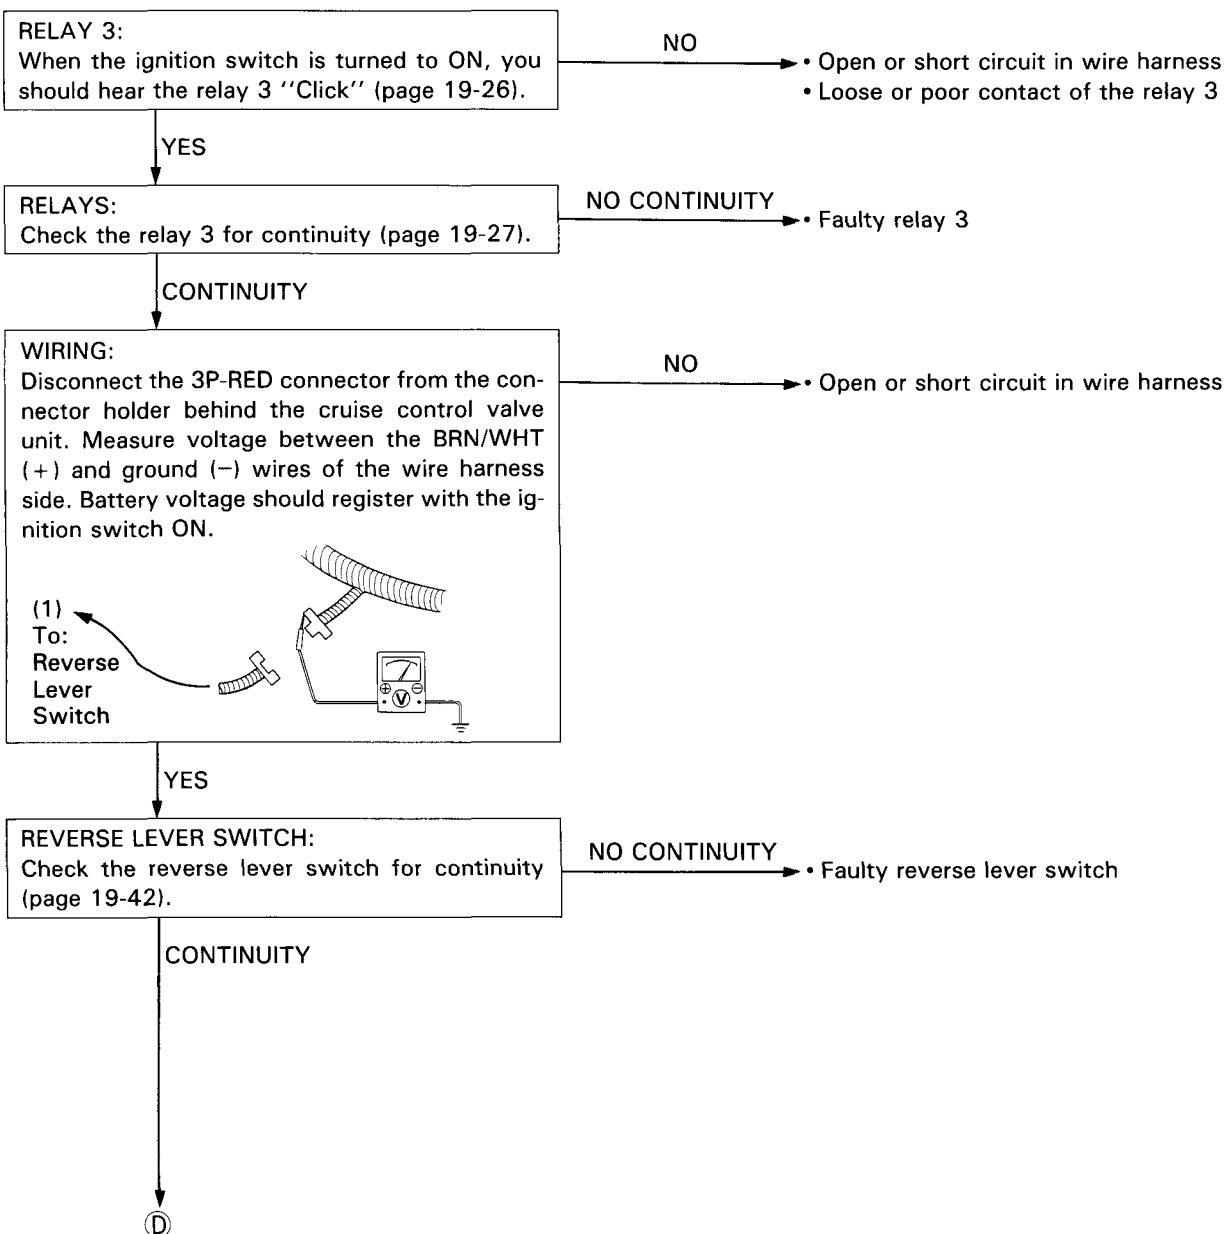 RELAY 3:
When the ignition switch is turned to ON, you
should hear the relay 3 ''Click'' (page 19-26).
NO
• Open or short circuit in wire harness
• Loose or poor contact of the relay 3
YES
RELAYS:
Check the relay 3 for continuity (page 19-27).
NO CONTINUITY
• Faulty relay 3
CONTINUITY
WIRING:
Disconnect the 3P-RED connector from the con-
nector holder behind the cruise control valve
unit. Measure voltage between the BRN/WHT
(+) and ground (−) wires of the wire harness
side. Battery voltage should register with the ig-
nition switch ON.
NO
• Open or short circuit in wire harness
(1)
To:
Reverse
Lever
Switch
⊕ ⊖
V
YES
REVERSE LEVER SWITCH:
Check the reverse lever switch for continuity
(page 19-42).
NO CONTINUITY
• Faulty reverse lever switch
CONTINUITY
Ⓓ